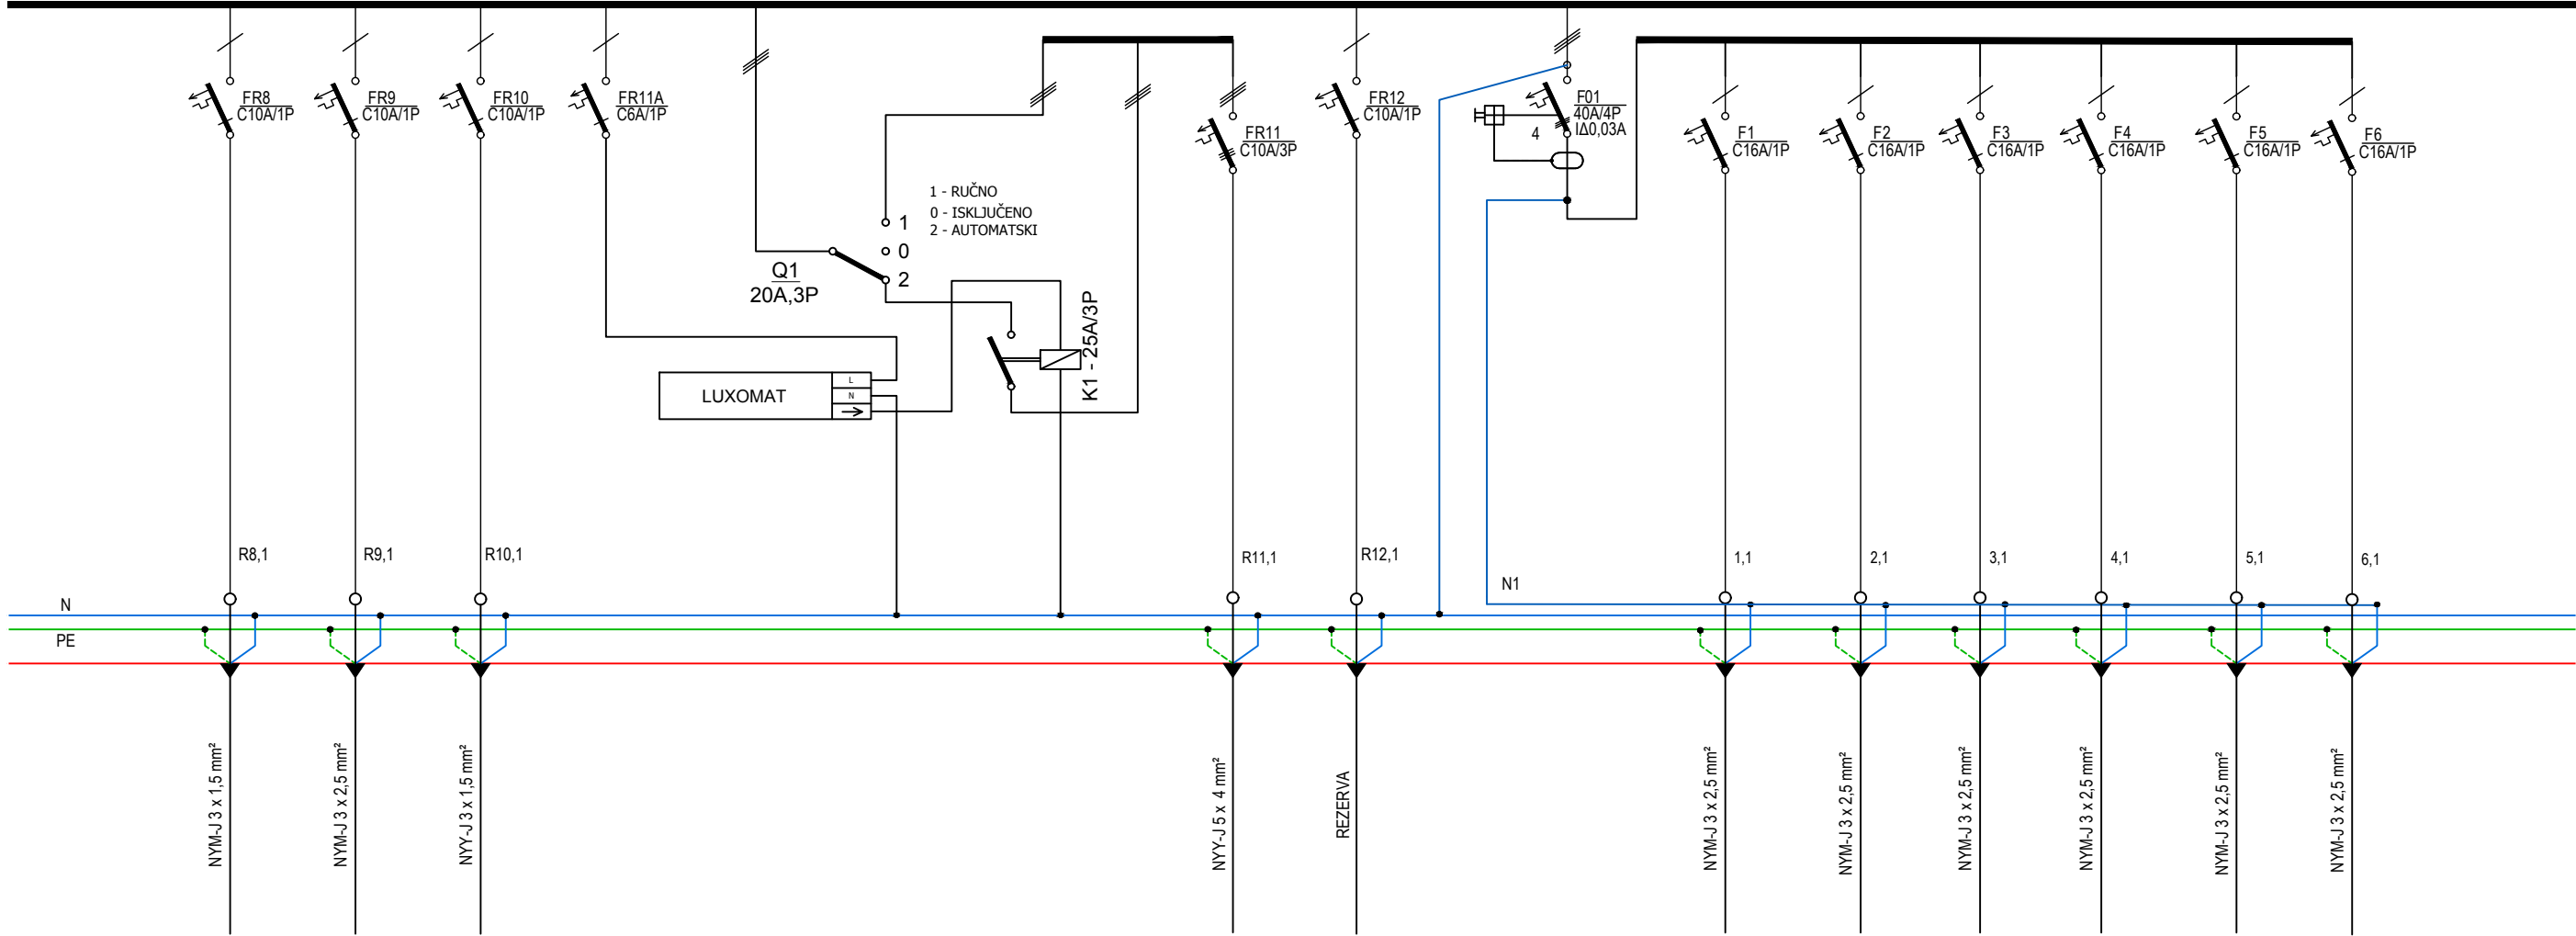 FR8
C10A/1P
FR9
C10A/1P
FR10
C10A/1P
FR11A
C6A/1P
FR11
C10A/3P
FR12
C10A/1P
F01
40A/4P
IΔ0,03A
4
F1
C16A/1P
F2
C16A/1P
F3
C16A/1P
F4
C16A/1P
F5
C16A/1P
F6
C16A/1P
1 - RUČNO
0 - ISKLJUČENO
2 - AUTOMATSKI
1
0
2
Q1
20A,3P
K1 - 25A/3P
LUXOMAT
L
N
R8,1
R9,1
R10,1
R11,1
R12,1
N1
1,1
2,1
3,1
4,1
5,1
6,1
N
PE
NYM-J 3 x 1,5 mm²
NYM-J 3 x 2,5 mm²
NYY-J 3 x 1,5 mm²
NYY-J 5 x 4 mm²
REZERVA
NYM-J 3 x 2,5 mm²
NYM-J 3 x 2,5 mm²
NYM-J 3 x 2,5 mm²
NYM-J 3 x 2,5 mm²
NYM-J 3 x 2,5 mm²
NYM-J 3 x 2,5 mm²